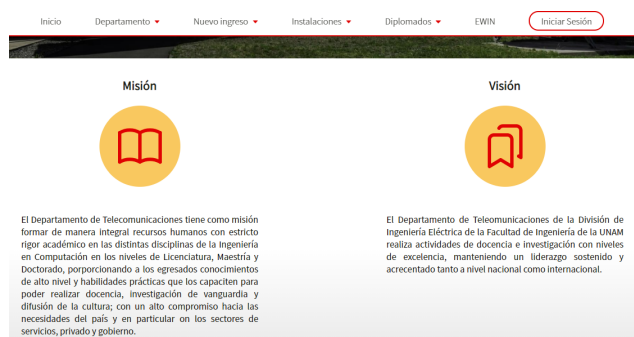 Inicio Departamento Nuevo ingreso Instalaciones Diplomados EWIN Iniciar Sesión
Misión
El Departamento de Telecomunicaciones tiene como misión
formar de manera integral recursos humanos con estricto
rigor académico en las distintas disciplinas de la Ingeniería
en Computación en los niveles de Licenciatura, Maestría y
Doctorado, porporcionando a los egresados conocimientos
de alto nivel y habilidades prácticas que los capaciten para
poder realizar docencia, investigación de vanguardia y
difusión de la cultura; con un alto compromiso hacia las
necesidades del país y en particular on los sectores de
servicios, privado y gobierno.
Visión
El Departamento de Teleomunicaciones de la División de
Ingeniería Eléctrica de la Facultad de Ingeniería de la UNAM
realiza actividades de docencia e investigación con niveles
de excelencia, manteniendo un liderazgo sostenido y
acrecentado tanto a nivel nacional como internacional.